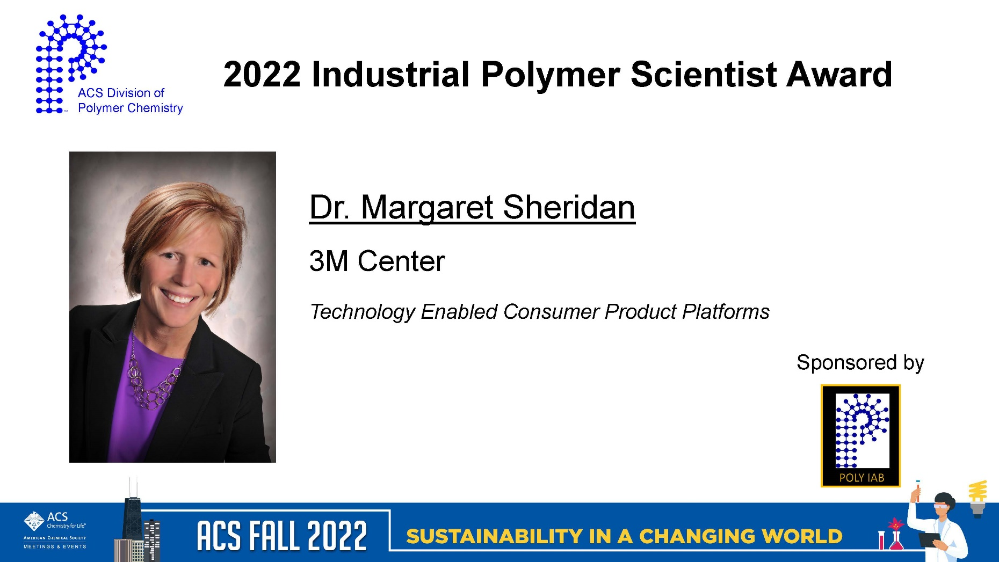 ACS Division of
Polymer Chemistry
™
2022 Industrial Polymer Scientist Award
Dr. Margaret Sheridan
3M Center
Technology Enabled Consumer Product Platforms
Sponsored by
POLY IAB
ACS
Chemistry for Life®
A C S
AMERICAN CHEMICAL SOCIETY
MEETINGS & EVENTS
ACS FALL 2022
SUSTAINABILITY IN A CHANGING WORLD